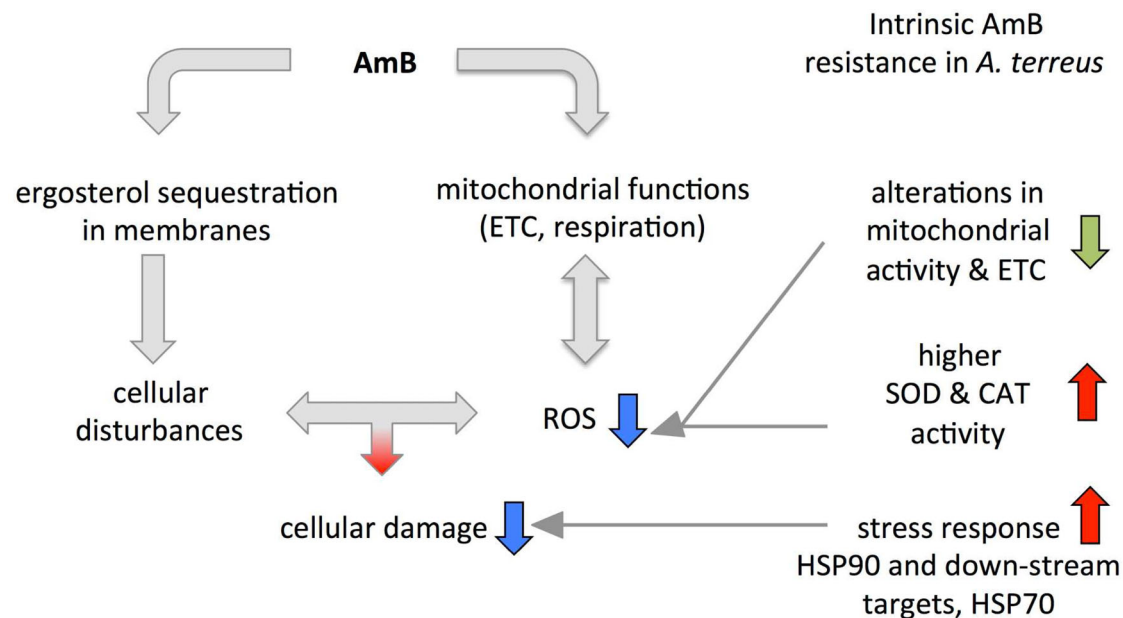 AmB
Intrinsic AmB
resistance in A. terreus
ergosterol sequestration
in membranes
mitochondrial functions
(ETC, respiration)
alterations in
mitochondrial
activity & ETC
cellular
disturbances
ROS
higher
SOD & CAT
activity
cellular damage
stress response
HSP90 and down-stream
targets, HSP70